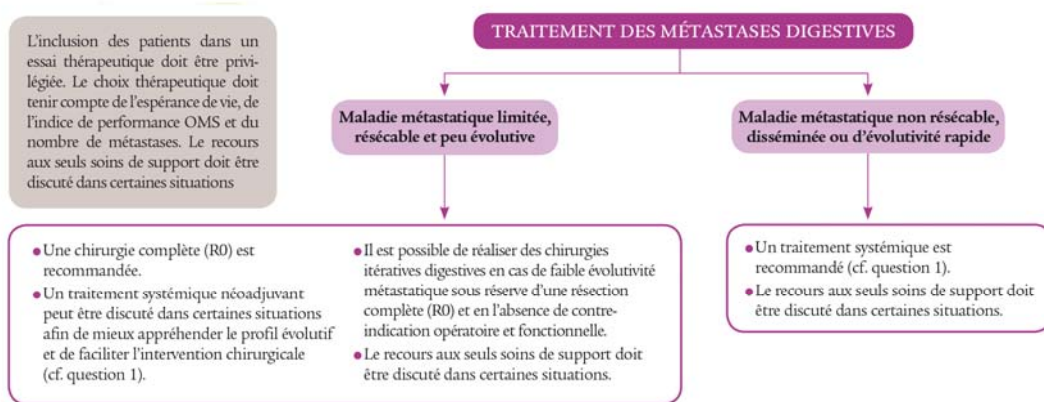 L'inclusion des patients dans un
essai thérapeutique doit être privi-
légiée. Le choix thérapeutique doit
tenir compte de l'espérance de vie, de
l'indice de performance OMS et du
nombre de métastases. Le recours
aux seuls soins de support doit être
discuté dans certaines situations
TRAITEMENT DES MÉTASTASES DIGESTIVES
Maladie métastatique limitée,
résécable et peu évolutive
Maladie métastatique non résécable,
disséminée ou d'évolutivité rapide
• Une chirurgie complète (R0) est
recommandée.
• Un traitement systémique néoadjuvant
peut être discuté dans certaines situations
afin de mieux appréhender le profil évolutif
et de faciliter l'intervention chirurgicale
(cf. question 1).
• Il est possible de réaliser des chirurgies
itératives digestives en cas de faible évolutivité
métastatique sous réserve d'une résection
complète (R0) et en l'absence de contre-
indication opératoire et fonctionnelle.
• Le recours aux seuls soins de support doit
être discuté dans certaines situations.
• Un traitement systémique est
recommandé (cf. question 1).
• Le recours aux seuls soins de support doit
être discuté dans certaines situations.